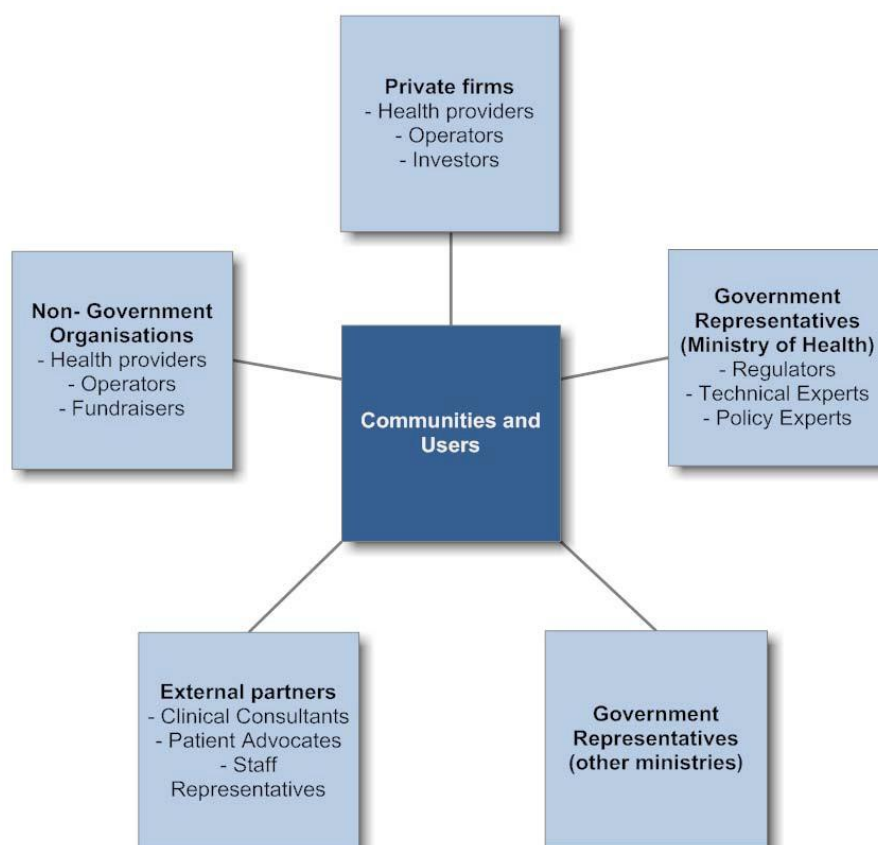 Private firms
- Health providers
- Operators
- Investors
Non- Government
Organisations
- Health providers
- Operators
- Fundraisers
Government
Representatives
(Ministry of Health)
- Regulators
- Technical Experts
- Policy Experts
Communities and
Users
External partners
- Clinical Consultants
- Patient Advocates
- Staff
Representatives
Government
Representatives
(other ministries)